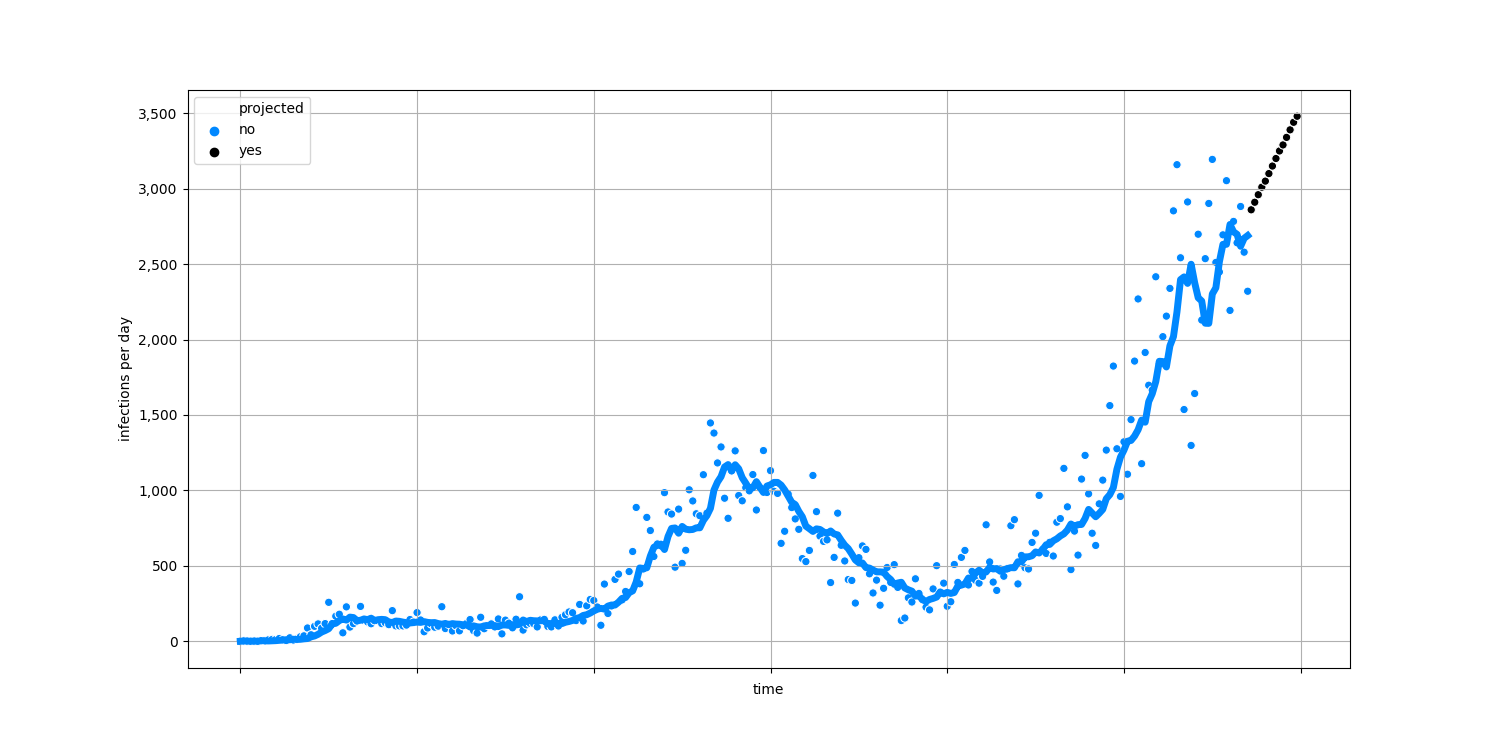 projected
no
yes
3,500
3,000
2,500
2,000
1,500
1,000
500
0
infections per day
time